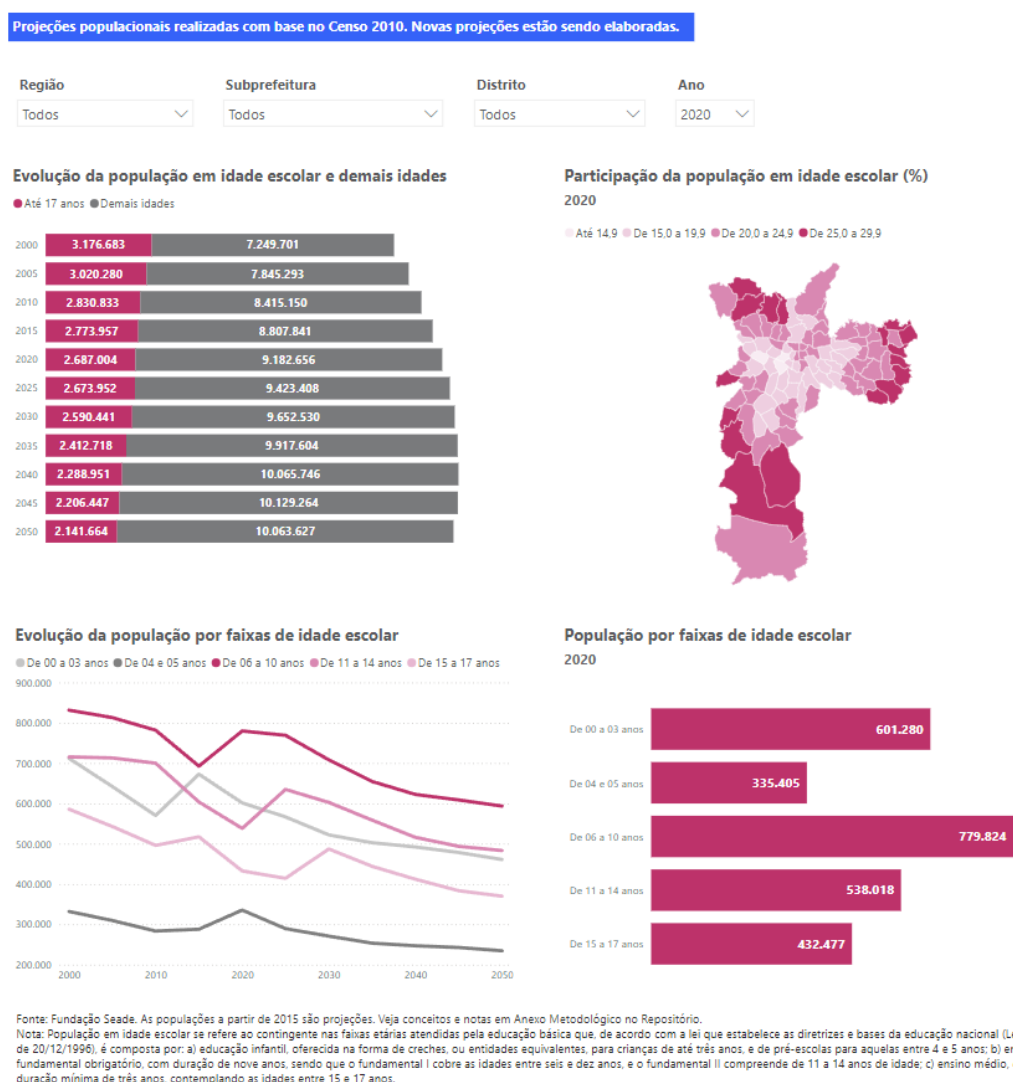 Projeções populacionais realizadas com base no Censo 2010. Novas projeções estão sendo elaboradas.
Região Subprefeitura Distrito Ano
Todos Todos Todos 2020
Evolução da população em idade escolar e demais idades
Até 17 anos Demais idades
2000 3.176.683 7.249.701
2005 3.020.280 7.845.293
2010 2.830.833 8.415.150
2015 2.773.957 8.807.841
2020 2.687.004 9.182.656
2025 2.673.952 9.423.408
2030 2.590.441 9.652.530
2035 2.412.718 9.917.604
2040 2.288.951 10.065.746
2045 2.206.447 10.129.264
2050 2.141.664 10.063.627
Participação da população em idade escolar (%)
2020
Até 14,9 De 15,0 a 19,9 De 20,0 a 24,9 De 25,0 a 29,9
Evolução da população por faixas de idade escolar
De 00 a 03 anos De 04 e 05 anos De 06 a 10 anos De 11 a 14 anos De 15 a 17 anos
900.000
800.000
700.000
600.000
500.000
400.000
300.000
200.000
2000 2010 2020 2030 2040 2050
População por faixas de idade escolar
2020
De 00 a 03 anos 601.280
De 04 e 05 anos 335.405
De 06 a 10 anos 779.824
De 11 a 14 anos 538.018
De 15 a 17 anos 432.477
Fonte: Fundação Seade. As populações a partir de 2015 são projeções. Veja conceitos e notas em Anexo Metodológico no Repositório.
Nota: População em idade escolar se refere ao contingente nas faixas etárias atendidas pela educação básica que, de acordo com a lei que estabelece as diretrizes e bases da educação nacional (Le
de 20/12/1996), é composta por: a) educação infantil, oferecida na forma de creches, ou entidades equivalentes, para crianças de até três anos, e de pré-escolas para aquelas entre 4 e 5 anos; b) en
fundamental obrigatório, com duração de nove anos, sendo que o fundamental I cobre as idades entre seis e dez anos, e o fundamental II compreende de 11 a 14 anos de idade; c) ensino médio,
duração mínima de três anos, contemplando as idades entre 15 e 17 anos.